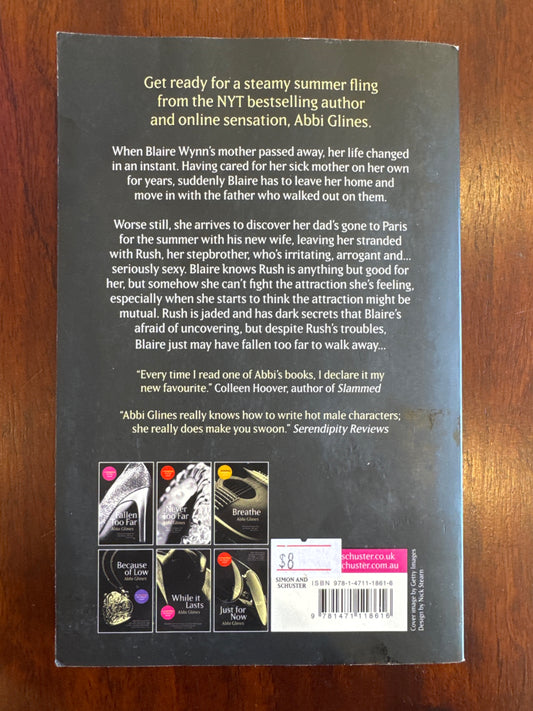 Get ready for a steamy summer fling
from the NYT bestselling author
and online sensation, Abbi Glines.
When Blaire Wynn's mother passed away, her life changed
in an instant. Having cared for her sick mother on her own
for years, suddenly Blaire has to leave her home and
move in with the father who walked out on them.
Worse still, she arrives to discover her dad's gone to Paris
for the summer with his new wife, leaving her stranded
with Rush, her stepbrother, who's irritating, arrogant and...
seriously sexy. Blaire knows Rush is anything but good for
her, but somehow she can't fight the attraction she's feeling,
especially when she starts to think the attraction might be
mutual. Rush is jaded and has dark secrets that Blaire's
afraid of uncovering, but despite Rush's troubles,
Blaire just may have fallen too far to walk away...
“Every time I read one of Abbi's books, I declare it my
new favourite.” Colleen Hoover, author of Slammed
“Abbi Glines really knows how to write hot male characters;
she really does make you swoon.” Serendipity Reviews
Fallen
Too Far
Abbi Glines
Never
Too Far
Abbi Glines
Breathe
Abbi Glines
Because
of Low
Abbi Glines
While it
Lasts
Abbi Glines
Just for
Now
Abbi Glines
$8
schuster.co.uk
schuster.com.au
SIMON AND
SCHUSTER
ISBN 978-1-4711-1861-6
9 781471 118616
Cover image by Getty Images
Design by Nick Stearn